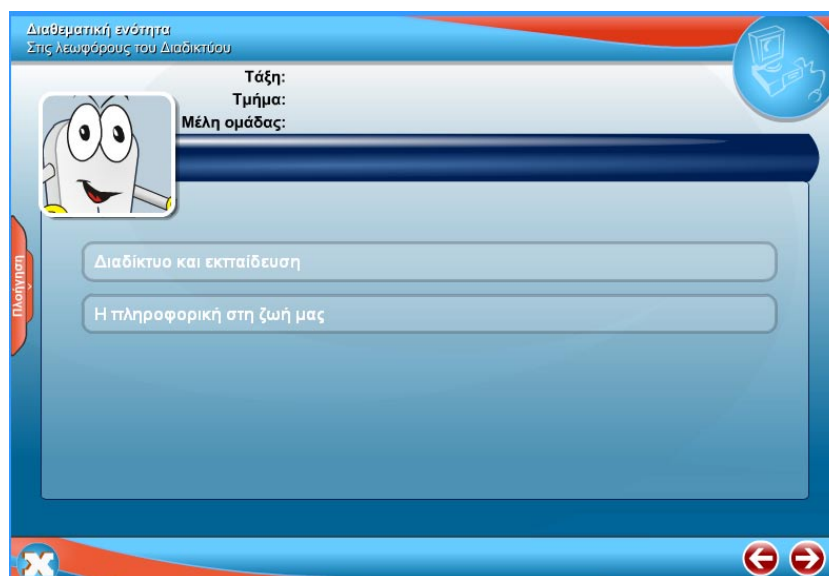 Διαθεματική ενότητα
Στις λεωφόρους του Διαδικτύου
Τάξη:
Τμήμα:
Μέλη ομάδας:
Πλοήγηση
Διαδίκτυο και εκπαίδευση
Η πληροφορική στη ζωή μας